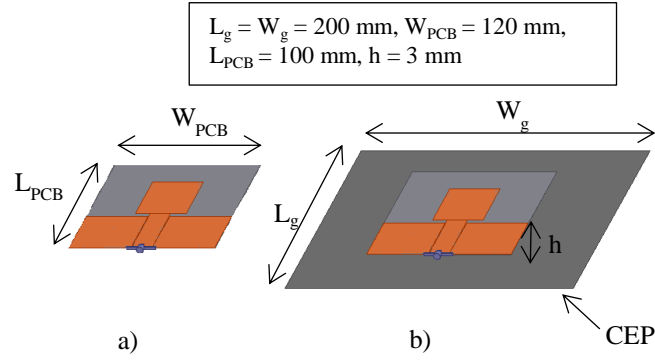 L_g = W_g = 200 mm, W_PCB = 120 mm,
L_PCB = 100 mm, h = 3 mm
W_PCB
W_g
L_PCB
L_g
h
a)
b)
CEP